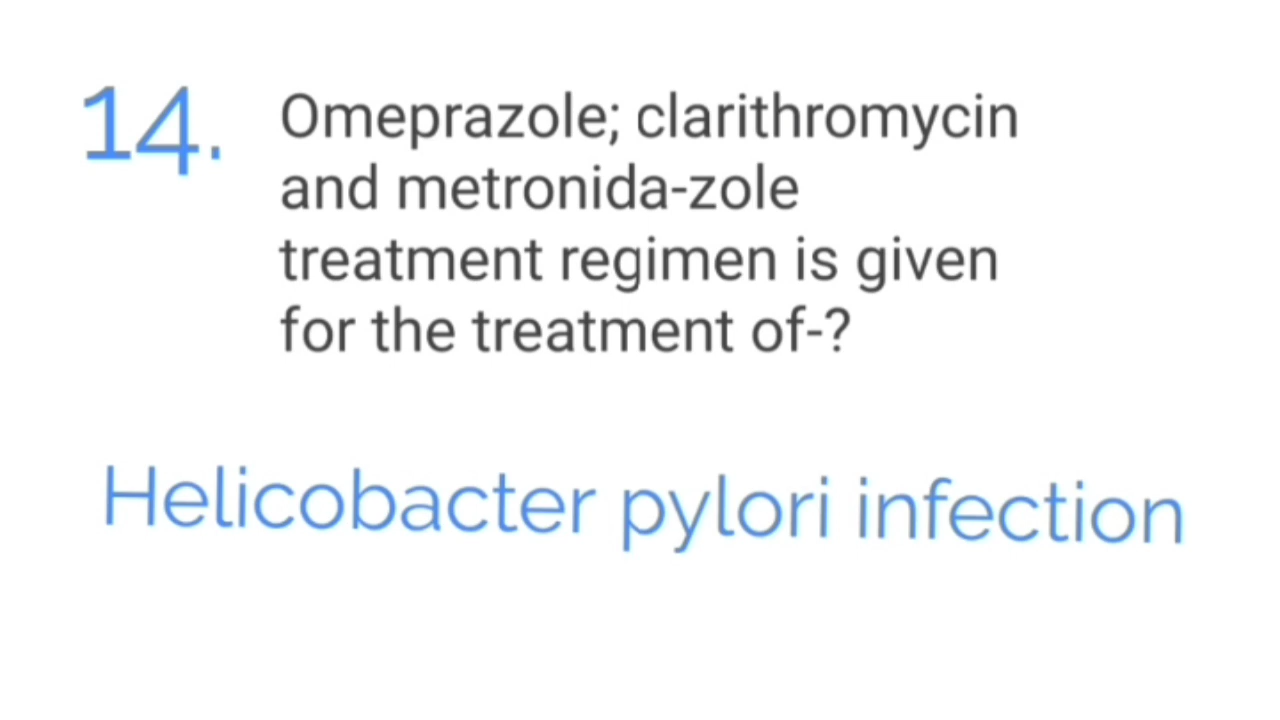 14. Omeprazole; clarithromycin
and metronida-zole
treatment regimen is given
for the treatment of-?
Helicobacter pylori infection